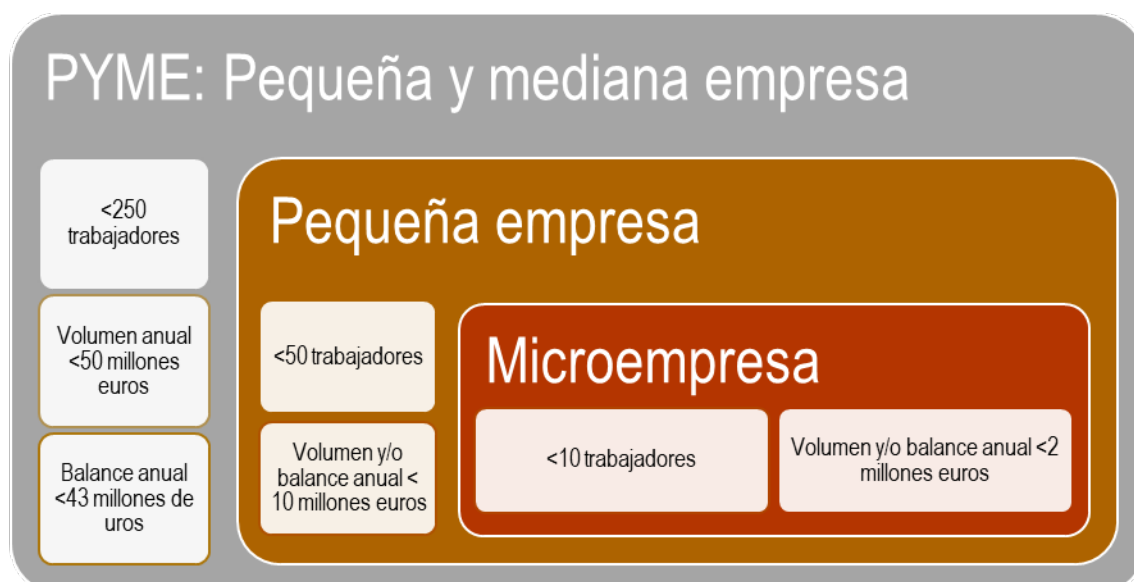 PYME: Pequeña y mediana empresa
<250
trabajadores
Volumen anual
<50 millones
euros
Balance anual
<43 millones de
uros
Pequeña empresa
<50 trabajadores
Volumen y/o
balance anual <
10 millones euros
Microempresa
<10 trabajadores
Volumen y/o balance anual <2
millones euros